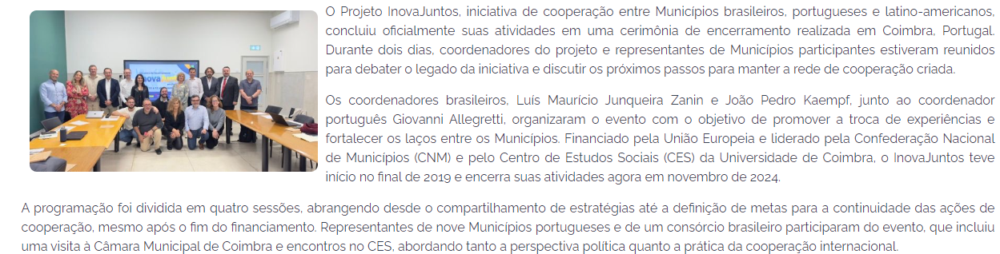 O Projeto InovaJuntos, iniciativa de cooperação entre Municípios brasileiros, portugueses e latino-americanos,
concluiu oficialmente suas atividades em uma cerimônia de encerramento realizada em Coimbra, Portugal.
Durante dois dias, coordenadores do projeto e representantes de Municípios participantes estiveram reunidos
para debater o legado da iniciativa e discutir os próximos passos para manter a rede de cooperação criada.
Os coordenadores brasileiros, Luís Maurício Junqueira Zanin e João Pedro Kaempf, junto ao coordenador
português Giovanni Allegretti, organizaram o evento com o objetivo de promover a troca de experiências e
fortalecer os laços entre os Municípios. Financiado pela União Europeia e liderado pela Confederação Nacional
de Municípios (CNM) e pelo Centro de Estudos Sociais (CES) da Universidade de Coimbra, o InovaJuntos teve
início no final de 2019 e encerra suas atividades agora em novembro de 2024.
A programação foi dividida em quatro sessões, abrangendo desde o compartilhamento de estratégias até a definição de metas para a continuidade das ações de
cooperação, mesmo após o fim do financiamento. Representantes de nove Municípios portugueses e de um consórcio brasileiro participaram do evento, que incluiu
uma visita à Câmara Municipal de Coimbra e encontros no CES, abordando tanto a perspectiva política quanto a prática da cooperação internacional.